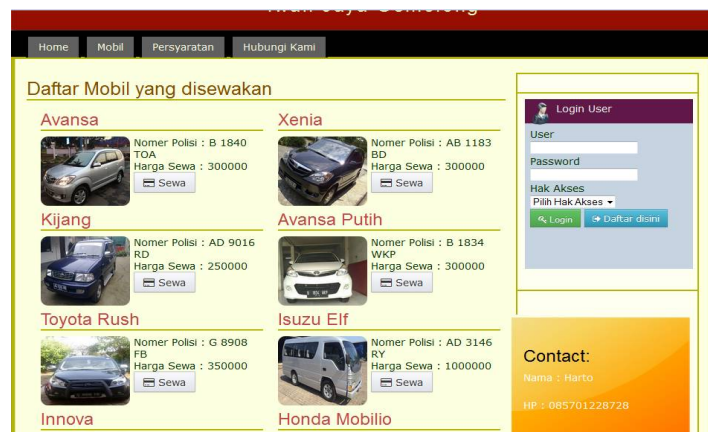 Home Mobil Persyaratan Hubungi Kami
Daftar Mobil yang disewakan
Avansa
Nomer Polisi : B 1840
TOA
Harga Sewa : 300000
Sewa
Xenia
Nomer Polisi : AB 1183
BD
Harga Sewa : 300000
Sewa
Kijang
Nomer Polisi : AD 9016
RD
Harga Sewa : 250000
Sewa
Avansa Putih
Nomer Polisi : B 1834
WKP
Harga Sewa : 300000
Sewa
Toyota Rush
Nomer Polisi : G 8908
FB
Harga Sewa : 350000
Sewa
Isuzu Elf
Nomer Polisi : AD 3146
RY
Harga Sewa : 1000000
Sewa
Innova
Honda Mobilio
Login User
User
Password
Hak Akses
Pilih Hak Akses
Login Daftar disini
Contact:
Nama : Harto
HP : 085701228728